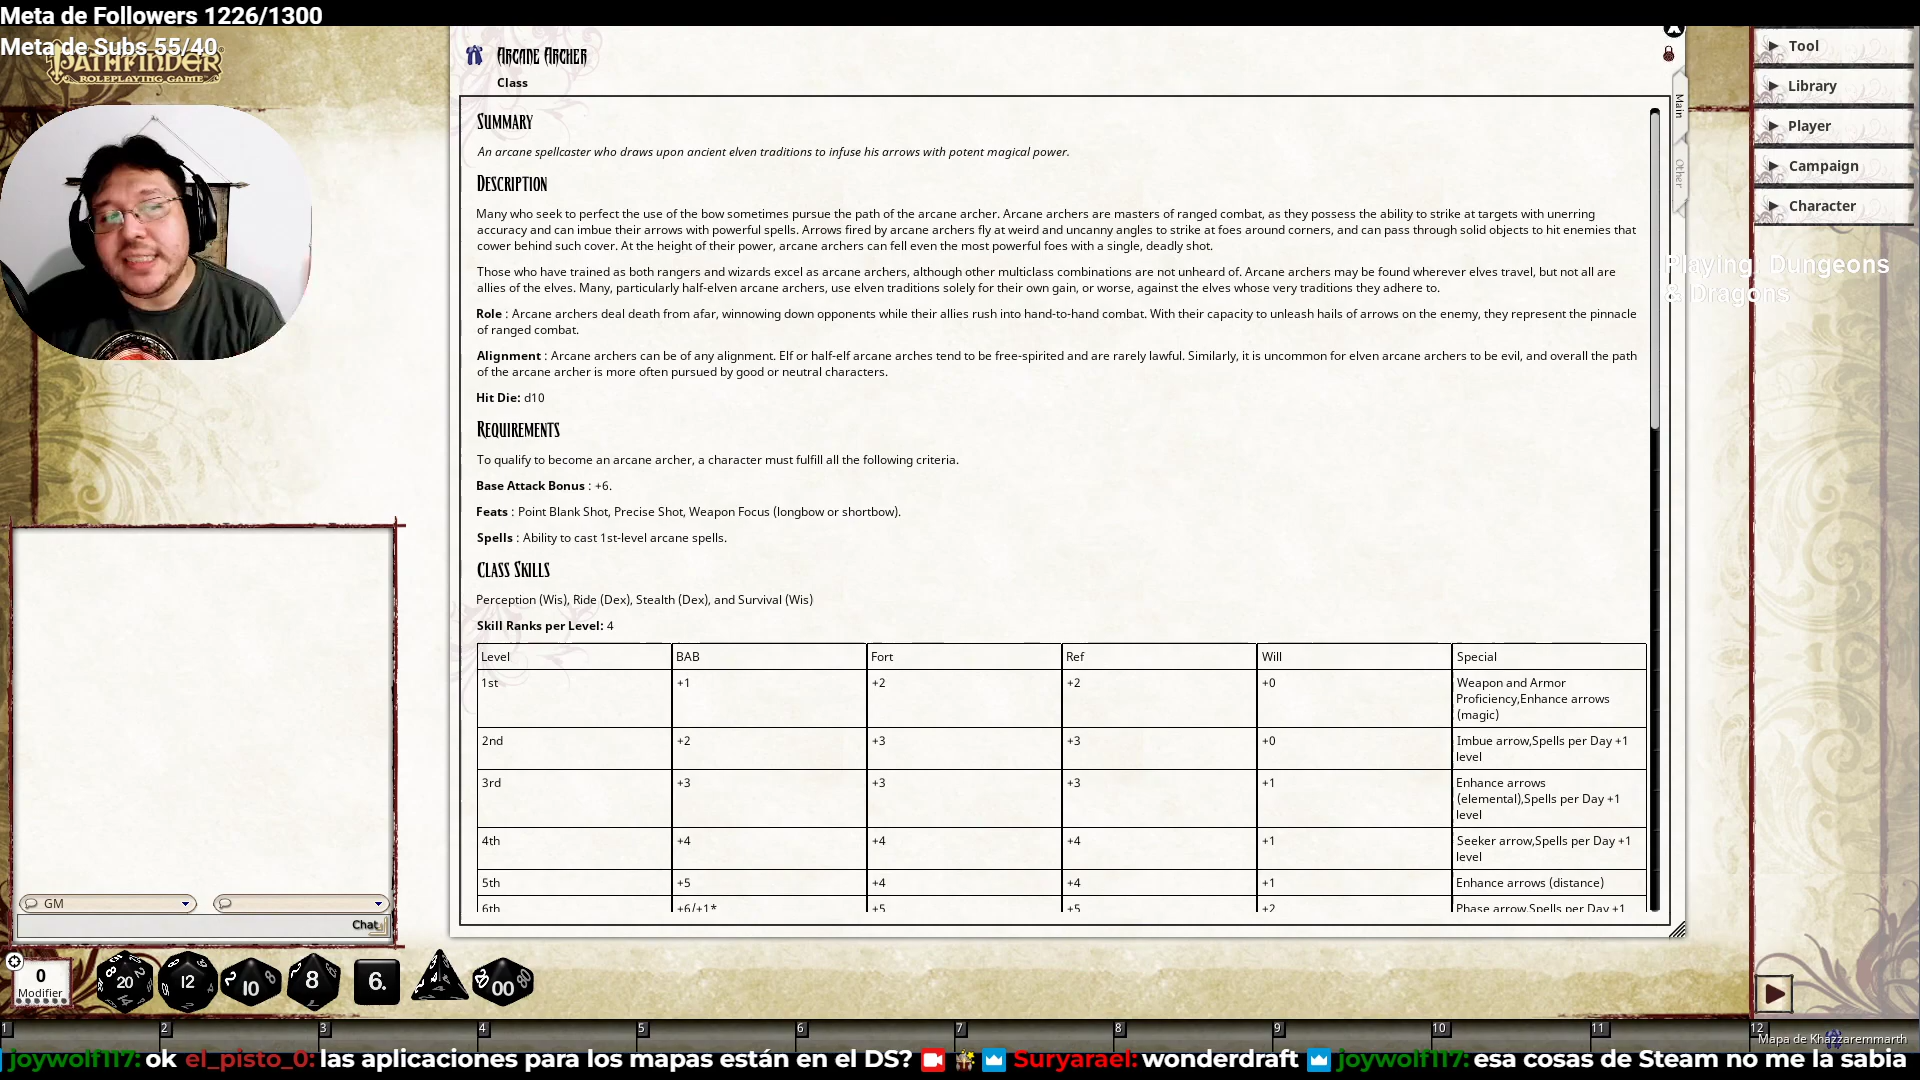 Meta de Followers 1226/1300
Meta de Subs 55/40
PATHFINDER
ROLEPLAYING GAME
ARCANE ARCHER
Class
Main
Other
SUMMARY
An arcane spellcaster who draws upon ancient elven traditions to infuse his arrows with potent magical power.
DESCRIPTION
Many who seek to perfect the use of the bow sometimes pursue the path of the arcane archer. Arcane archers are masters of ranged combat, as they possess the ability to strike at targets with unerring
accuracy and can imbue their arrows with powerful spells. Arrows fired by arcane archers fly at weird and uncanny angles to strike at foes around corners, and can pass through solid objects to hit enemies that
cower behind such cover. At the height of their power, arcane archers can fell even the most powerful foes with a single, deadly shot.
Those who have trained as both rangers and wizards excel as arcane archers, although other multiclass combinations are not unheard of. Arcane archers may be found wherever elves travel, but not all are
allies of the elves. Many, particularly half-elven arcane archers, use elven traditions solely for their own gain, or worse, against the elves whose very traditions they adhere to.
Role : Arcane archers deal death from afar, winnowing down opponents while their allies rush into hand-to-hand combat. With their capacity to unleash hails of arrows on the enemy, they represent the pinnacle
of ranged combat.
Alignment : Arcane archers can be of any alignment. Elf or half-elf arcane arches tend to be free-spirited and are rarely lawful. Similarly, it is uncommon for elven arcane archers to be evil, and overall the path
of the arcane archer is more often pursued by good or neutral characters.
Hit Die: d10
REQUIREMENTS
To qualify to become an arcane archer, a character must fulfill all the following criteria.
Base Attack Bonus : +6.
Feats : Point Blank Shot, Precise Shot, Weapon Focus (longbow or shortbow).
Spells : Ability to cast 1st-level arcane spells.
CLASS SKILLS
Perception (Wis), Ride (Dex), Stealth (Dex), and Survival (Wis)
Skill Ranks per Level: 4
Level BAB Fort Ref Will Special
1st +1 +2 +2 +0 Weapon and Armor
Proficiency,Enhance arrows
(magic)
2nd +2 +3 +3 +0 Imbue arrow,Spells per Day +1
level
3rd +3 +3 +3 +1 Enhance arrows
(elemental),Spells per Day +1
level
4th +4 +4 +4 +1 Seeker arrow,Spells per Day +1
level
5th +5 +4 +4 +1 Enhance arrows (distance)
6th +6/+1* +5 +5 +2 Phase arrow,Spells per Day +1
Tool
Library
Player
Campaign
Character
Playing: Dungeons
& Dragons
GM
Chat
0
Modifier
20 12 10 8 6. 00
1 2 3 4 5 6 7 8 9 10 11 12
Mapa de Khazzaremmarth
joywolf117: ok el_pisto_0: las aplicaciones para los mapas están en el DS? Suryarael: wonderdraft joywolf117: esa cosas de Steam no me la sabia